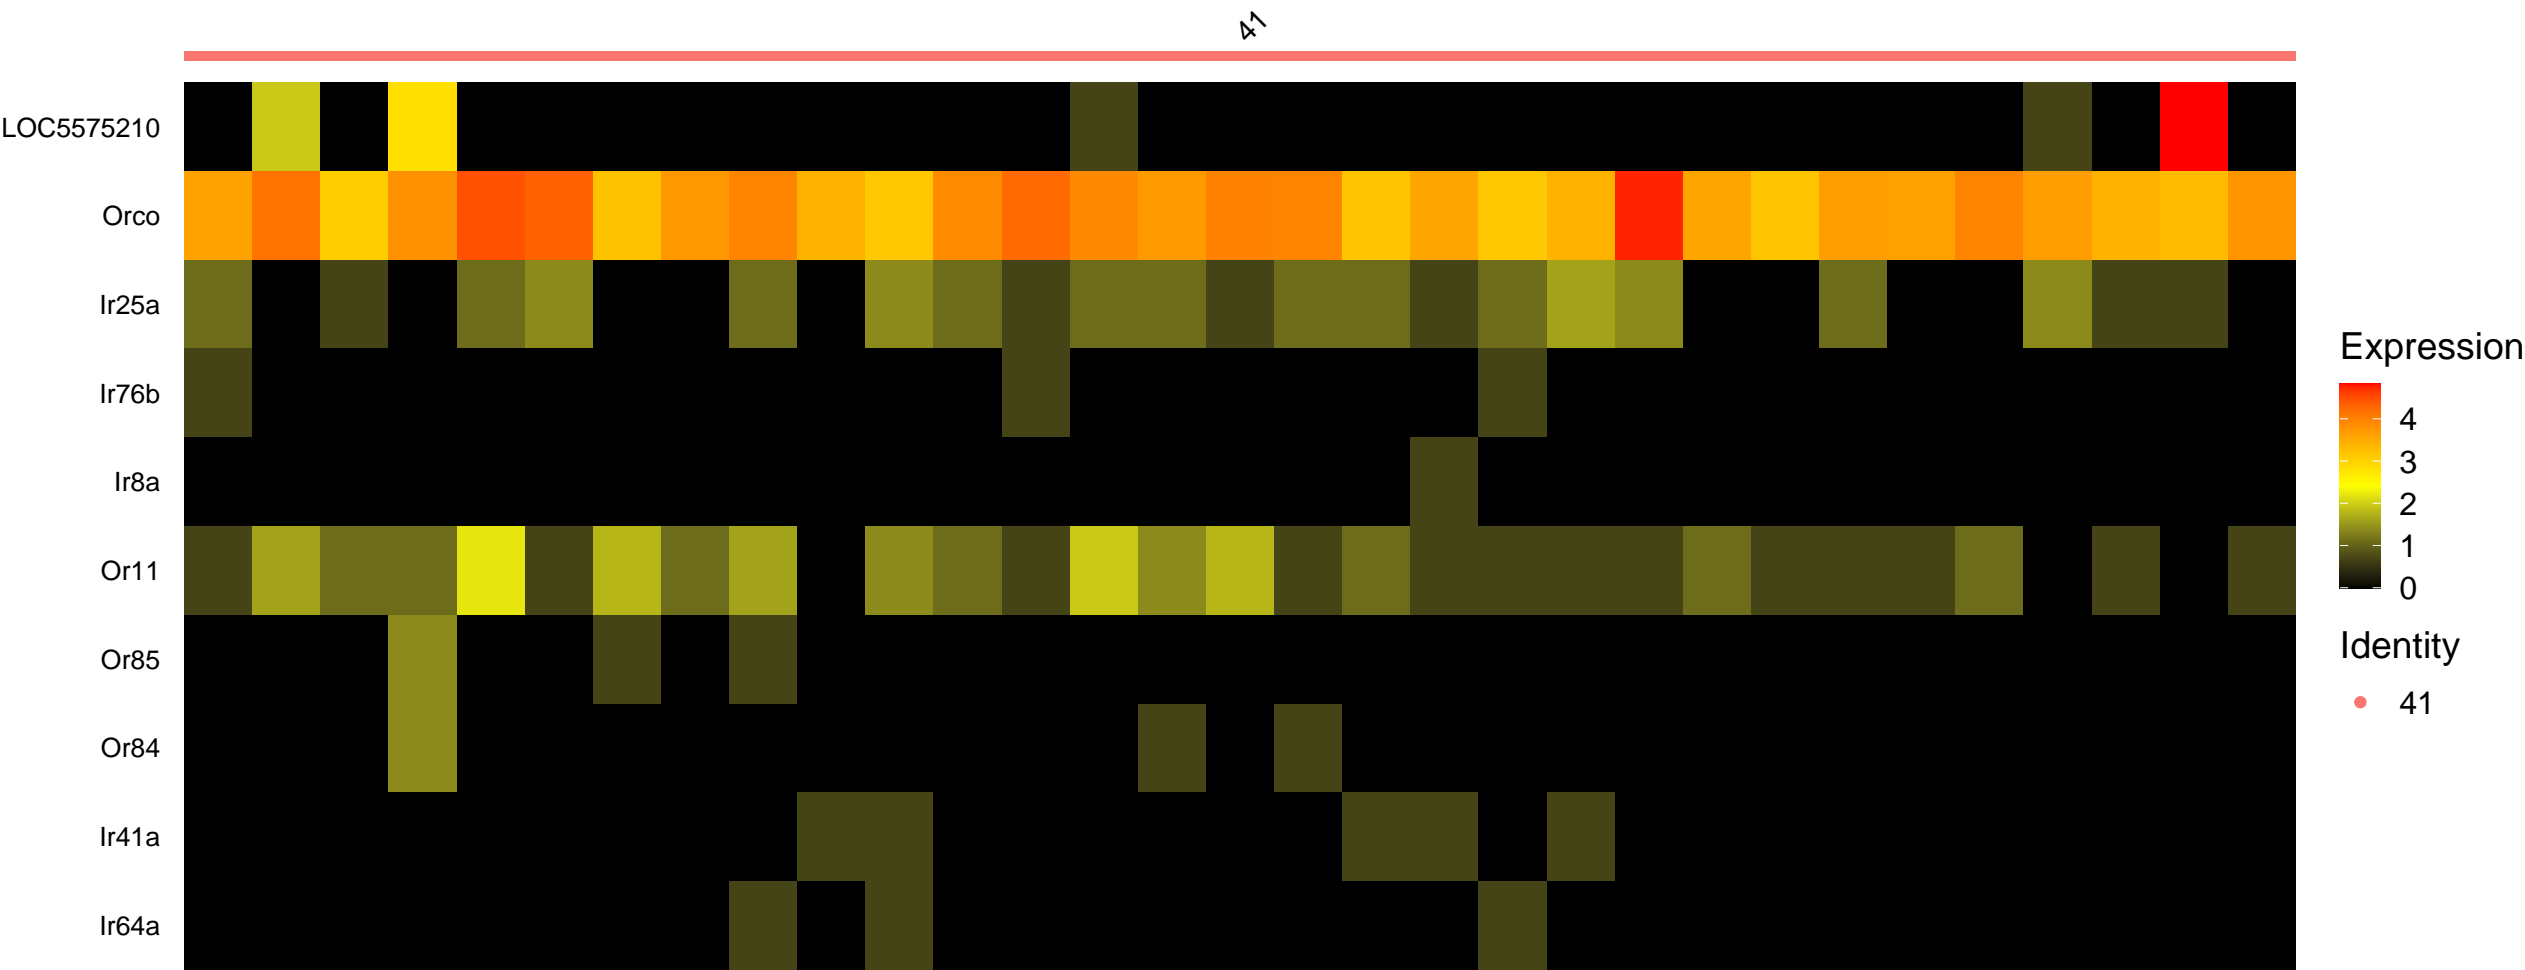 41
LOC5575210
Orco
Ir25a
Ir76b
Ir8a
Or11
Or85
Or84
Ir41a
Ir64a
Expression
4
3
2
1
0
Identity
41